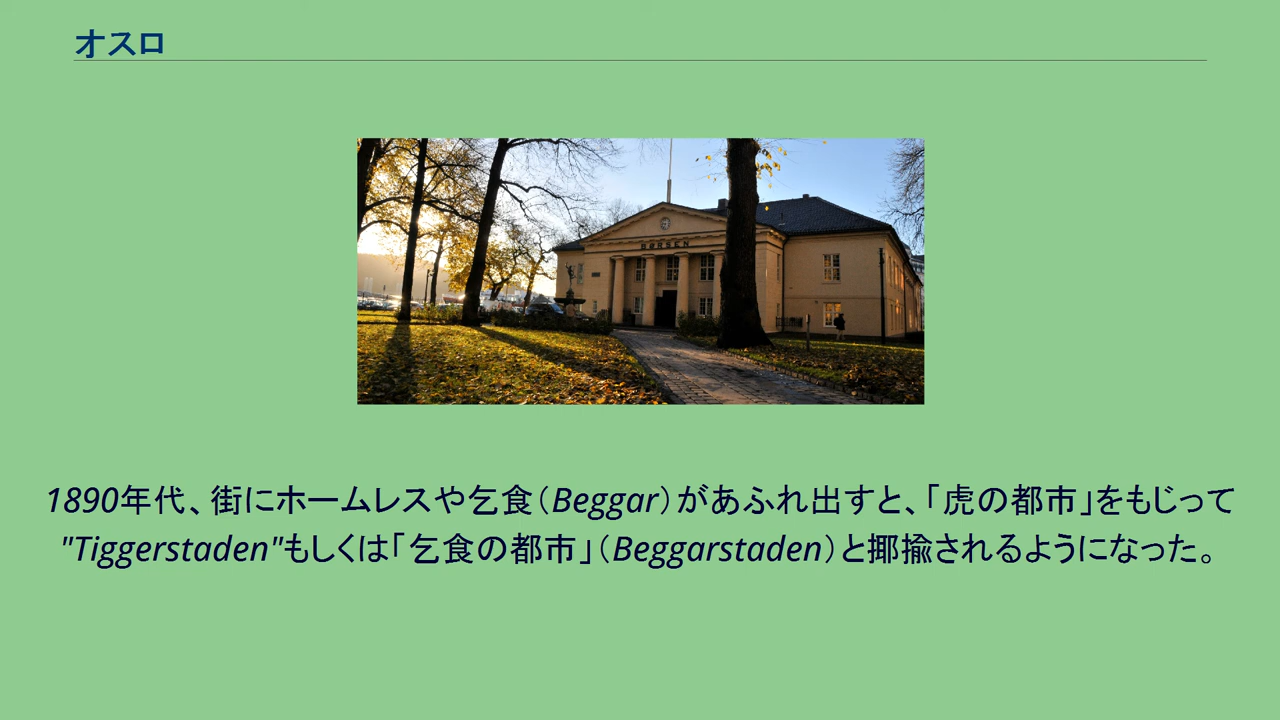 オスロ
BØRSEN
1890年代、街にホームレスや乞食（Beggar）があふれ出すと、「虎の都市」をもじって
"Tiggerstaden"もしくは「乞食の都市」（Beggarstaden）と揶揄されるようになった。